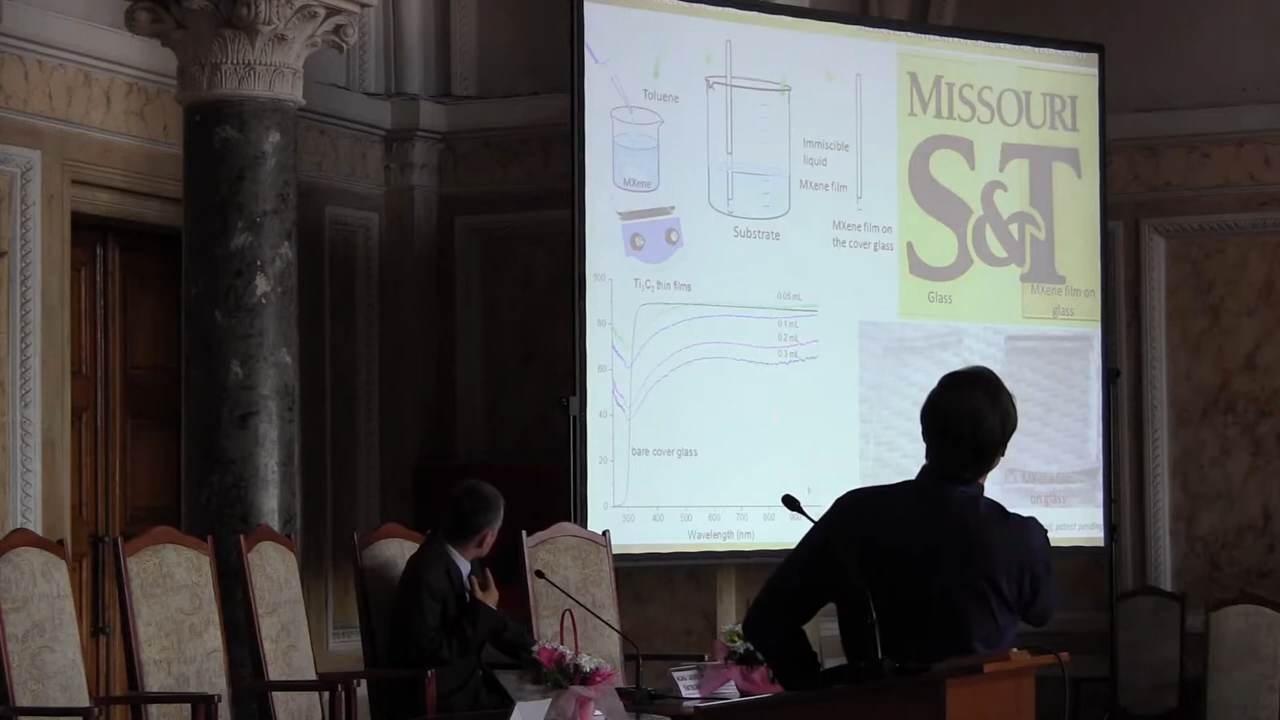 Toluene
MXene
Immiscible
liquid
MXene film
Substrate
MXene film on
the cover glass
MISSOURI
S&T
Glass
MXene film on
glass
Ti3C2 thin films
100
80
60
40
20
0
0.05 mL
0.1 mL
0.2 mL
0.3 mL
bare cover glass
300 400 500 600 700 800
Wavelength (nm)
on glass
patent pending